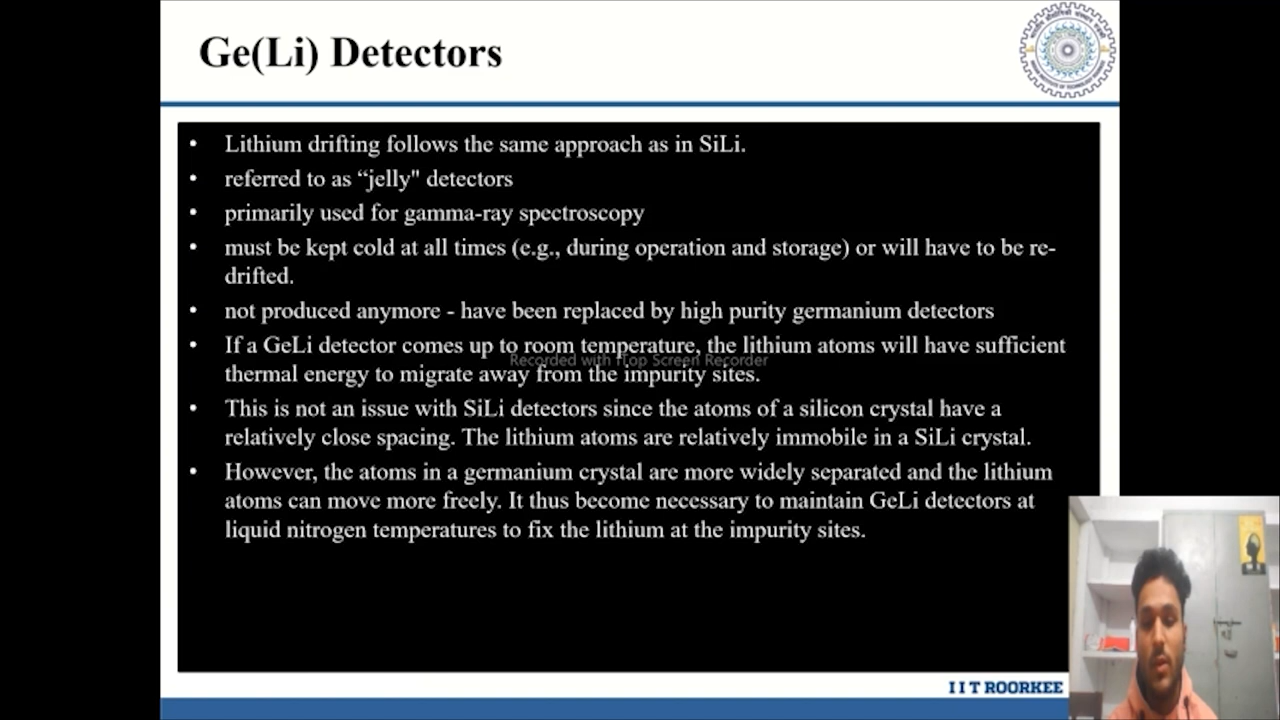 Ge(Li) Detectors
• Lithium drifting follows the same approach as in SiLi.
• referred to as “jelly" detectors
• primarily used for gamma-ray spectroscopy
• must be kept cold at all times (e.g., during operation and storage) or will have to be re-
drifted.
• not produced anymore - have been replaced by high purity germanium detectors
• If a GeLi detector comes up to room temperature, the lithium atoms will have sufficient
Recorded with iTop Screen Recorder
thermal energy to migrate away from the impurity sites.
• This is not an issue with SiLi detectors since the atoms of a silicon crystal have a
relatively close spacing. The lithium atoms are relatively immobile in a SiLi crystal.
• However, the atoms in a germanium crystal are more widely separated and the lithium
atoms can move more freely. It thus become necessary to maintain GeLi detectors at
liquid nitrogen temperatures to fix the lithium at the impurity sites.
I I T ROORKEE